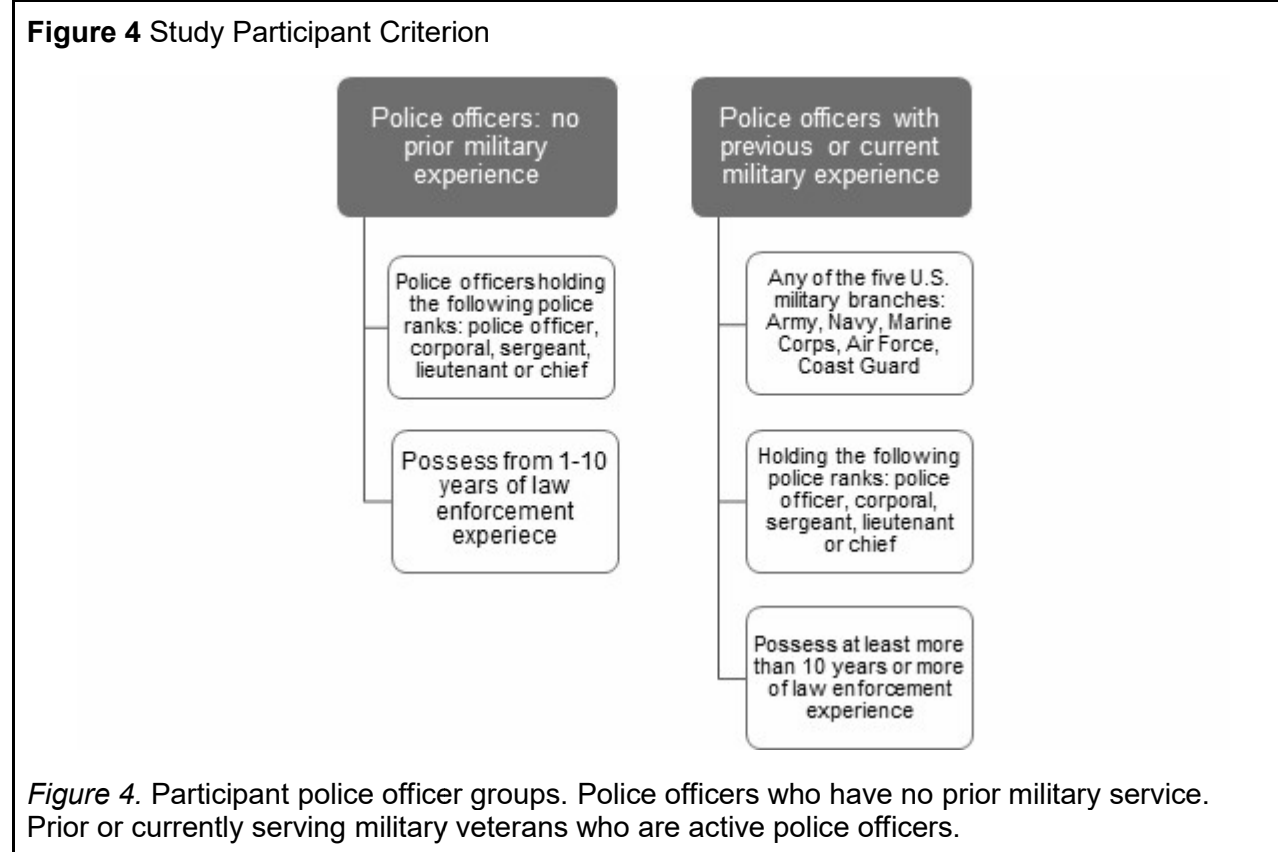 Figure 4 Study Participant Criterion
Police officers: no
prior military
experience
Police officers holding
the following police
ranks: police officer,
corporal, sergeant,
lieutenant or chief
Possess from 1-10
years of law
enforcement
experiece
Police officers with
previous or current
military experience
Any of the five U.S.
military branches:
Army, Navy, Marine
Corps, Air Force,
Coast Guard
Holding the following
police ranks: police
officer, corporal,
sergeant, lieutenant
or chief
Possess at least more
than 10 years or more
of law enforcement
experience
Figure 4. Participant police officer groups. Police officers who have no prior military service.
Prior or currently serving military veterans who are active police officers.